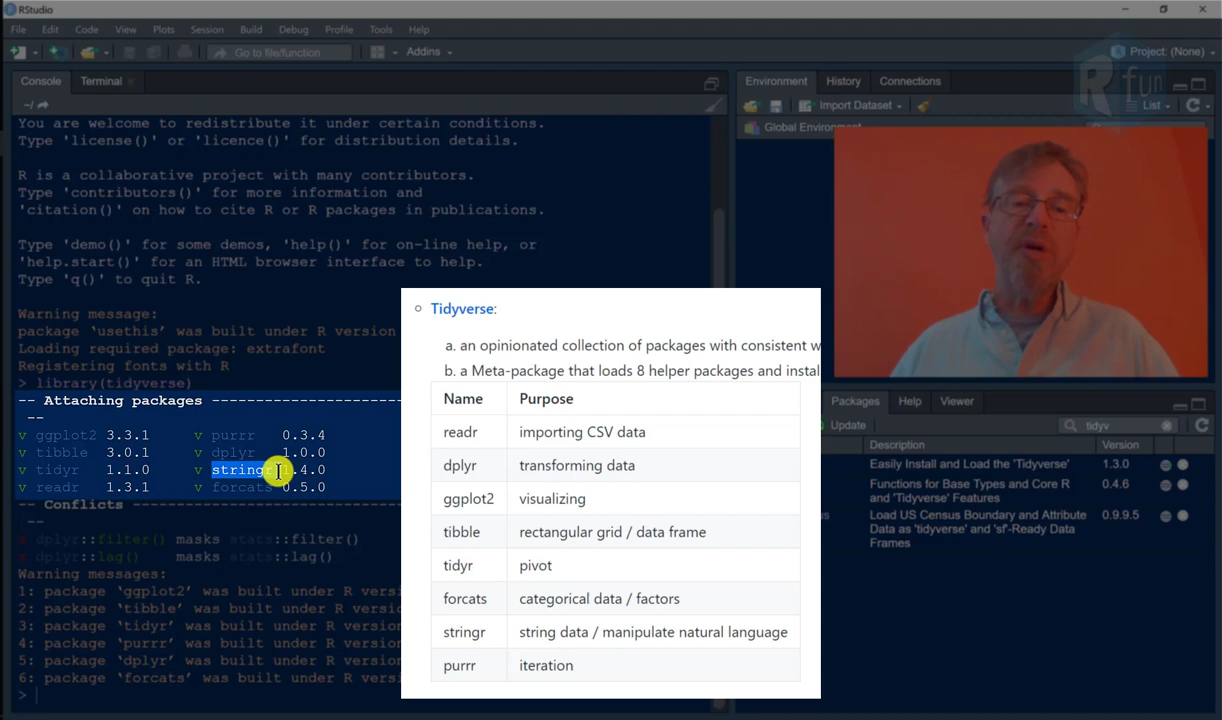 RStudio
File Edit Code View Plots Session Build Debug Profile Tools Help
Go to file/function
Addins
Project: (None)
R fun
Console Terminal
~/
You are welcome to redistribute it under certain conditions.
Type 'license()' or 'licence()' for distribution details.
R is a collaborative project with many contributors.
Type 'contributors()' for more information and
'citation()' on how to cite R or R packages in publications.
Type 'demo()' for some demos, 'help()' for on-line help, or
'help.start()' for an HTML browser interface to help.
Type 'q()' to quit R.
Warning message:
package ‘usethis’ was built under R version
Loading required package: extrafont
Registering fonts with R
> library(tidyverse)
-- Attaching packages ---------------------
--
v ggplot2 3.3.1 v purrr 0.3.4
v tibble 3.0.1 v dplyr 1.0.0
v tidyr 1.1.0 v stringr 1.4.0
v readr 1.3.1 v forcats 0.5.0
-- Conflicts ---------------------
--
x dplyr::filter() masks stats::filter()
x dplyr::lag() masks stats::lag()
Warning messages:
1: package ‘ggplot2’ was built under R versi
2: package ‘tibble’ was built under R versio
3: package ‘tidyr’ was built under R version
4: package ‘purrr’ was built under R version
5: package ‘dplyr’ was built under R version
6: package ‘forcats’ was built under R versi
>
Environment History Connections
Import Dataset
List
Global Environment
Tidyverse:
a. an opinionated collection of packages with consistent w
b. a Meta-package that loads 8 helper packages and instal
Name Purpose
readr importing CSV data
dplyr transforming data
ggplot2 visualizing
tibble rectangular grid / data frame
tidyr pivot
forcats categorical data / factors
stringr string data / manipulate natural language
purrr iteration
Packages Help Viewer
Update
tidyv
Description Version
Easily Install and Load the 'Tidyverse' 1.3.0
Functions for Base Types and Core R 0.4.6
and 'Tidyverse' Features
us Load US Census Boundary and Attribute 0.9.9.5
Data as 'tidyverse' and 'sf'-Ready Data
Frames